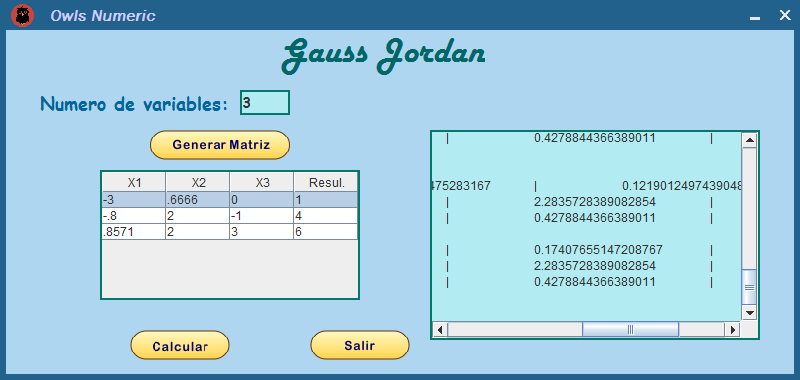 Owls Numeric
Gauss Jordan
Numero de variables: 3
Generar Matriz
X1 X2 X3 Resul.
-3 .6666 0 1
-.8 2 -1 4
.8571 2 3 6
| 0.4278844366389011 |
475283167 | 0.1219012497439048
| 2.2835728389082854 |
| 0.4278844366389011 |
| 0.17407655147208767 |
| 2.2835728389082854 |
| 0.4278844366389011 |
Calcular
Salir